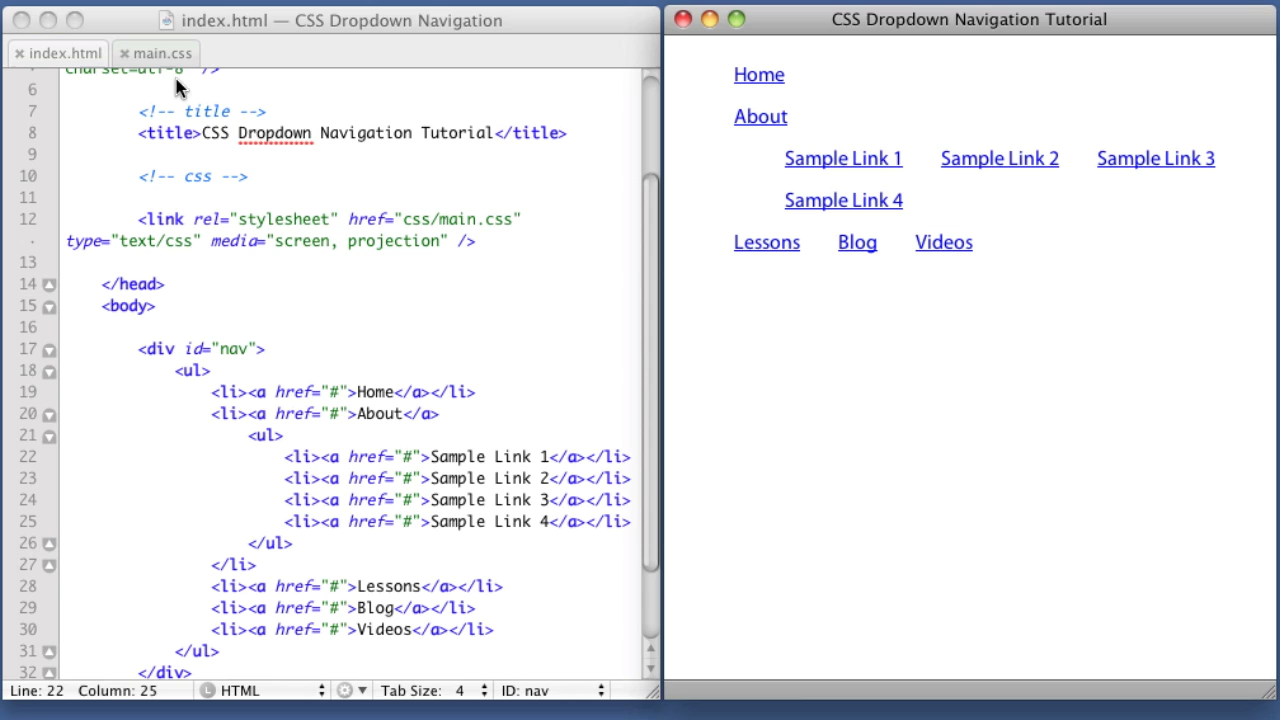 index.html — CSS Dropdown Navigation
index.html main.css
charset=utf-8" />
6
7 <!-- title -->
8 <title>CSS Dropdown Navigation Tutorial</title>
9
10 <!-- css -->
11
12 <link rel="stylesheet" href="css/main.css"
· type="text/css" media="screen, projection" />
13
14 </head>
15 <body>
16
17 <div id="nav">
18 <ul>
19 <li><a href="#">Home</a></li>
20 <li><a href="#">About</a>
21 <ul>
22 <li><a href="#">Sample Link 1</a></li>
23 <li><a href="#">Sample Link 2</a></li>
24 <li><a href="#">Sample Link 3</a></li>
25 <li><a href="#">Sample Link 4</a></li>
26 </ul>
27 </li>
28 <li><a href="#">Lessons</a></li>
29 <li><a href="#">Blog</a></li>
30 <li><a href="#">Videos</a></li>
31 </ul>
32 </div>
Line: 22 Column: 25 L HTML Tab Size: 4 ID: nav
CSS Dropdown Navigation Tutorial
Home
About
Sample Link 1 Sample Link 2 Sample Link 3
Sample Link 4
Lessons Blog Videos